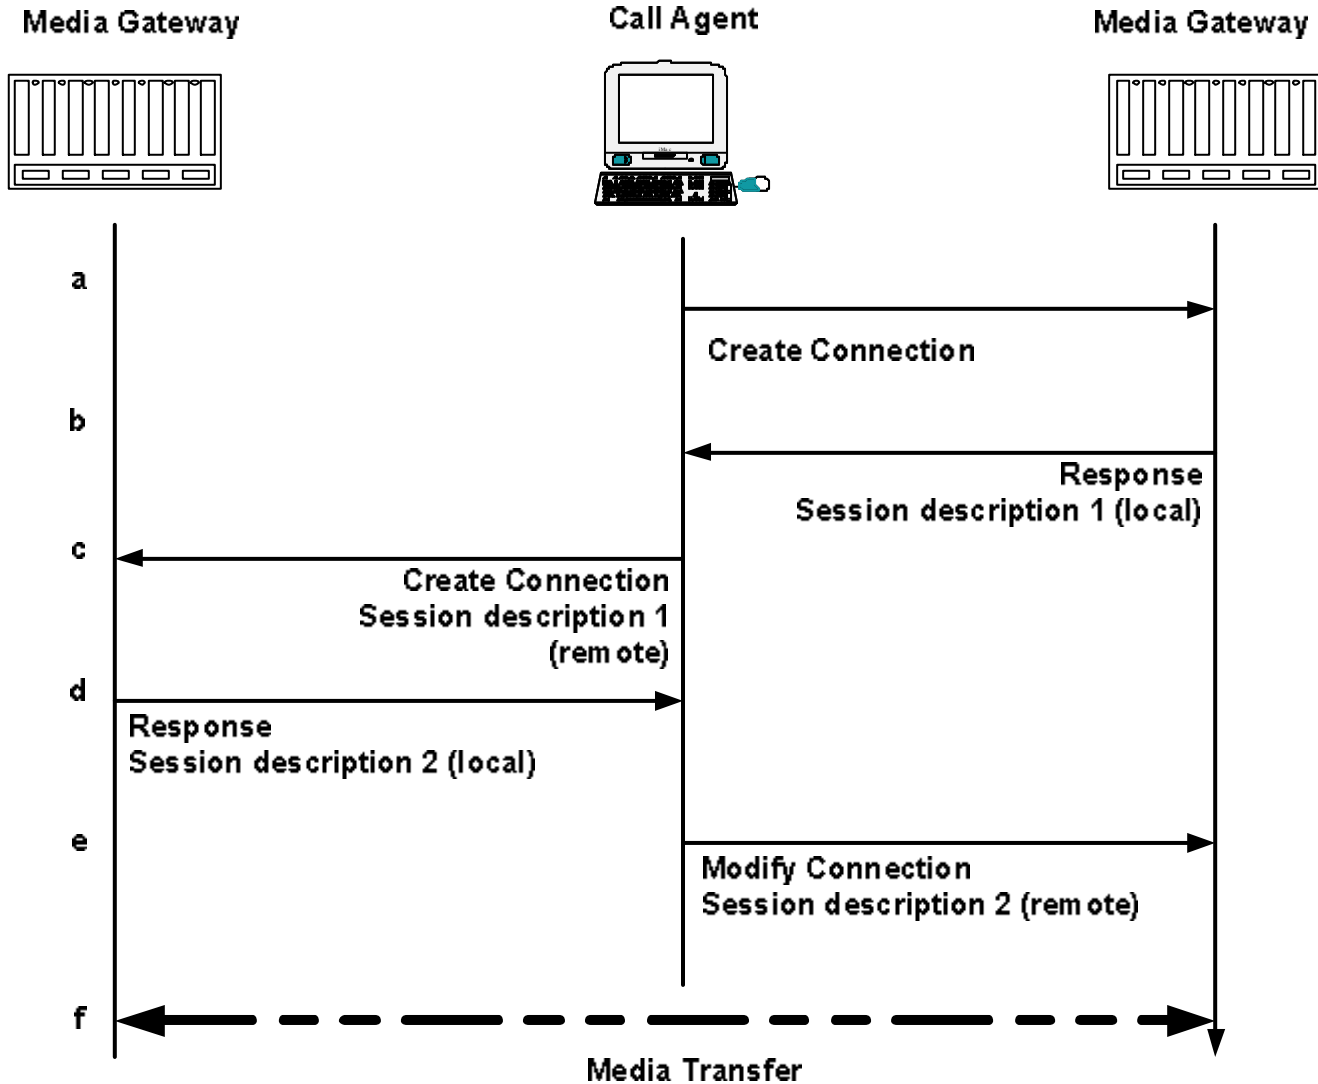 Media Gateway
Call Agent
Media Gateway
a
Create Connection
b
Response
Session description 1 (local)
c
Create Connection
Session description 1
(remote)
d
Response
Session description 2 (local)
e
Modify Connection
Session description 2 (remote)
f
Media Transfer